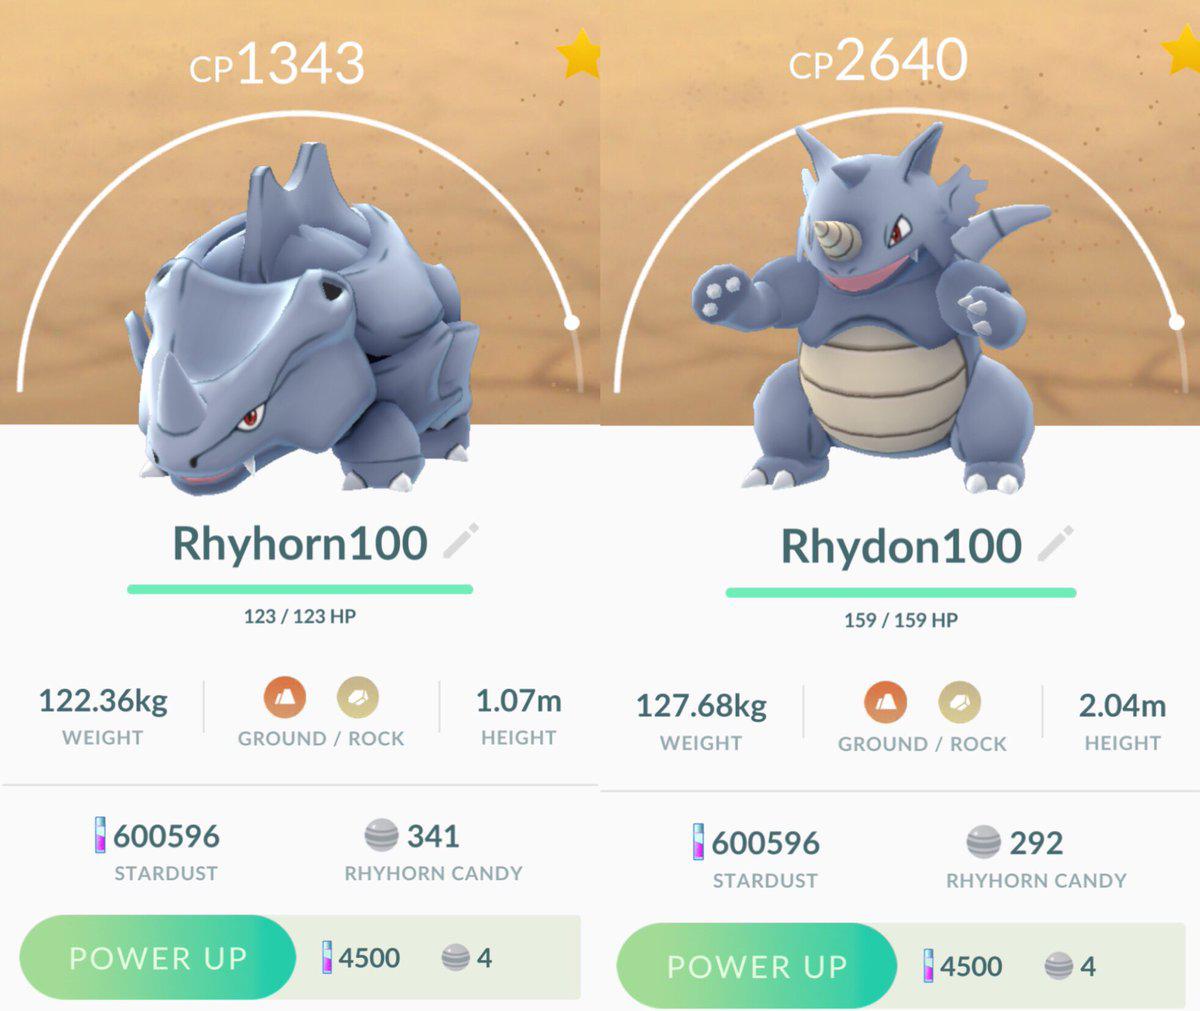 CP1343
Rhyhorn100
123 / 123 HP
122.36kg
WEIGHT
GROUND / ROCK
1.07m
HEIGHT
600596
STARDUST
341
RHYHORN CANDY
POWER UP
4500
4
CP2640
Rhydon100
159 / 159 HP
127.68kg
WEIGHT
GROUND / ROCK
2.04m
HEIGHT
600596
STARDUST
292
RHYHORN CANDY
POWER UP
4500
4